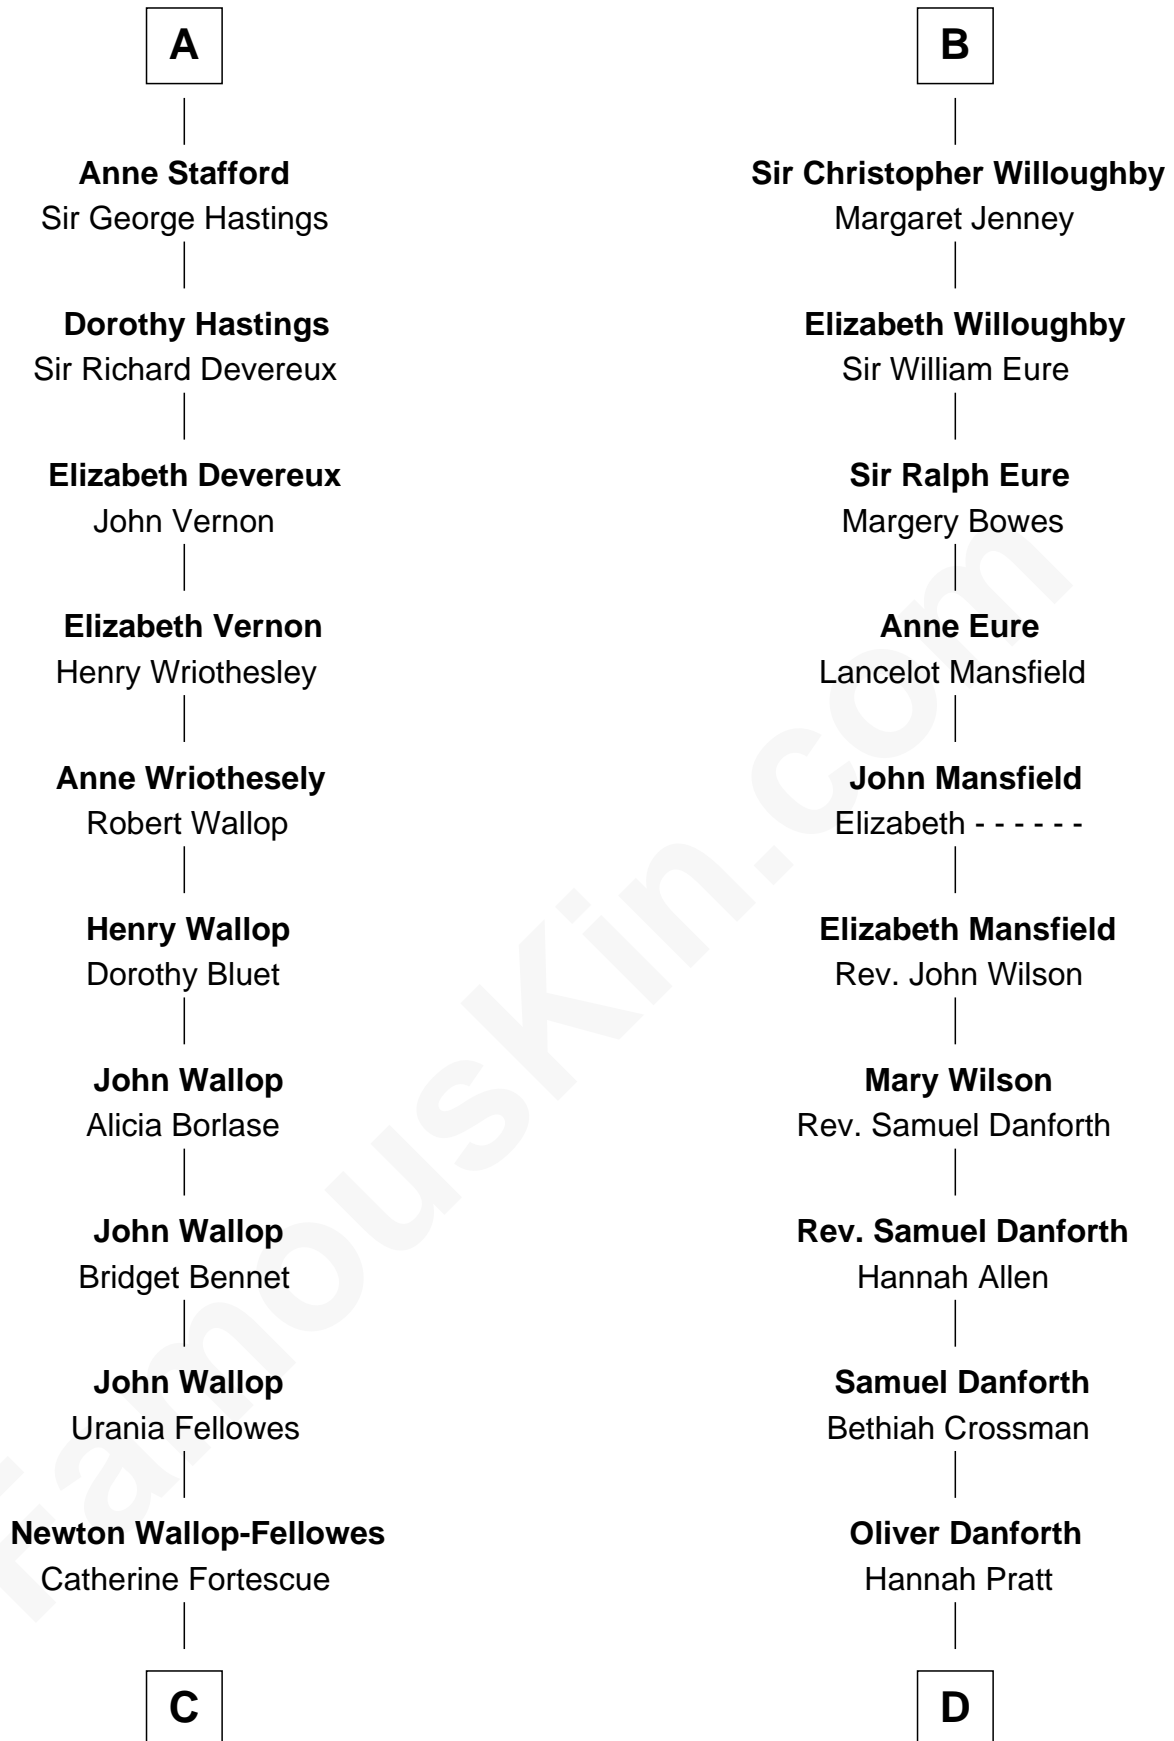 A
Anne Stafford
Sir George Hastings
Dorothy Hastings
Sir Richard Devereux
Elizabeth Devereux
John Vernon
Elizabeth Vernon
Henry Wriothesley
Anne Wriothesely
Robert Wallop
Henry Wallop
Dorothy Bluet
John Wallop
Alicia Borlase
John Wallop
Bridget Bennet
John Wallop
Urania Fellowes
Newton Wallop-Fellowes
Catherine Fortescue
C
B
Sir Christopher Willoughby
Margaret Jenney
Elizabeth Willoughby
Sir William Eure
Sir Ralph Eure
Margery Bowes
Anne Eure
Lancelot Mansfield
John Mansfield
Elizabeth - - - - - -
Elizabeth Mansfield
Rev. John Wilson
Mary Wilson
Rev. Samuel Danforth
Rev. Samuel Danforth
Hannah Allen
Samuel Danforth
Bethiah Crossman
Oliver Danforth
Hannah Pratt
D
FamousKin.com